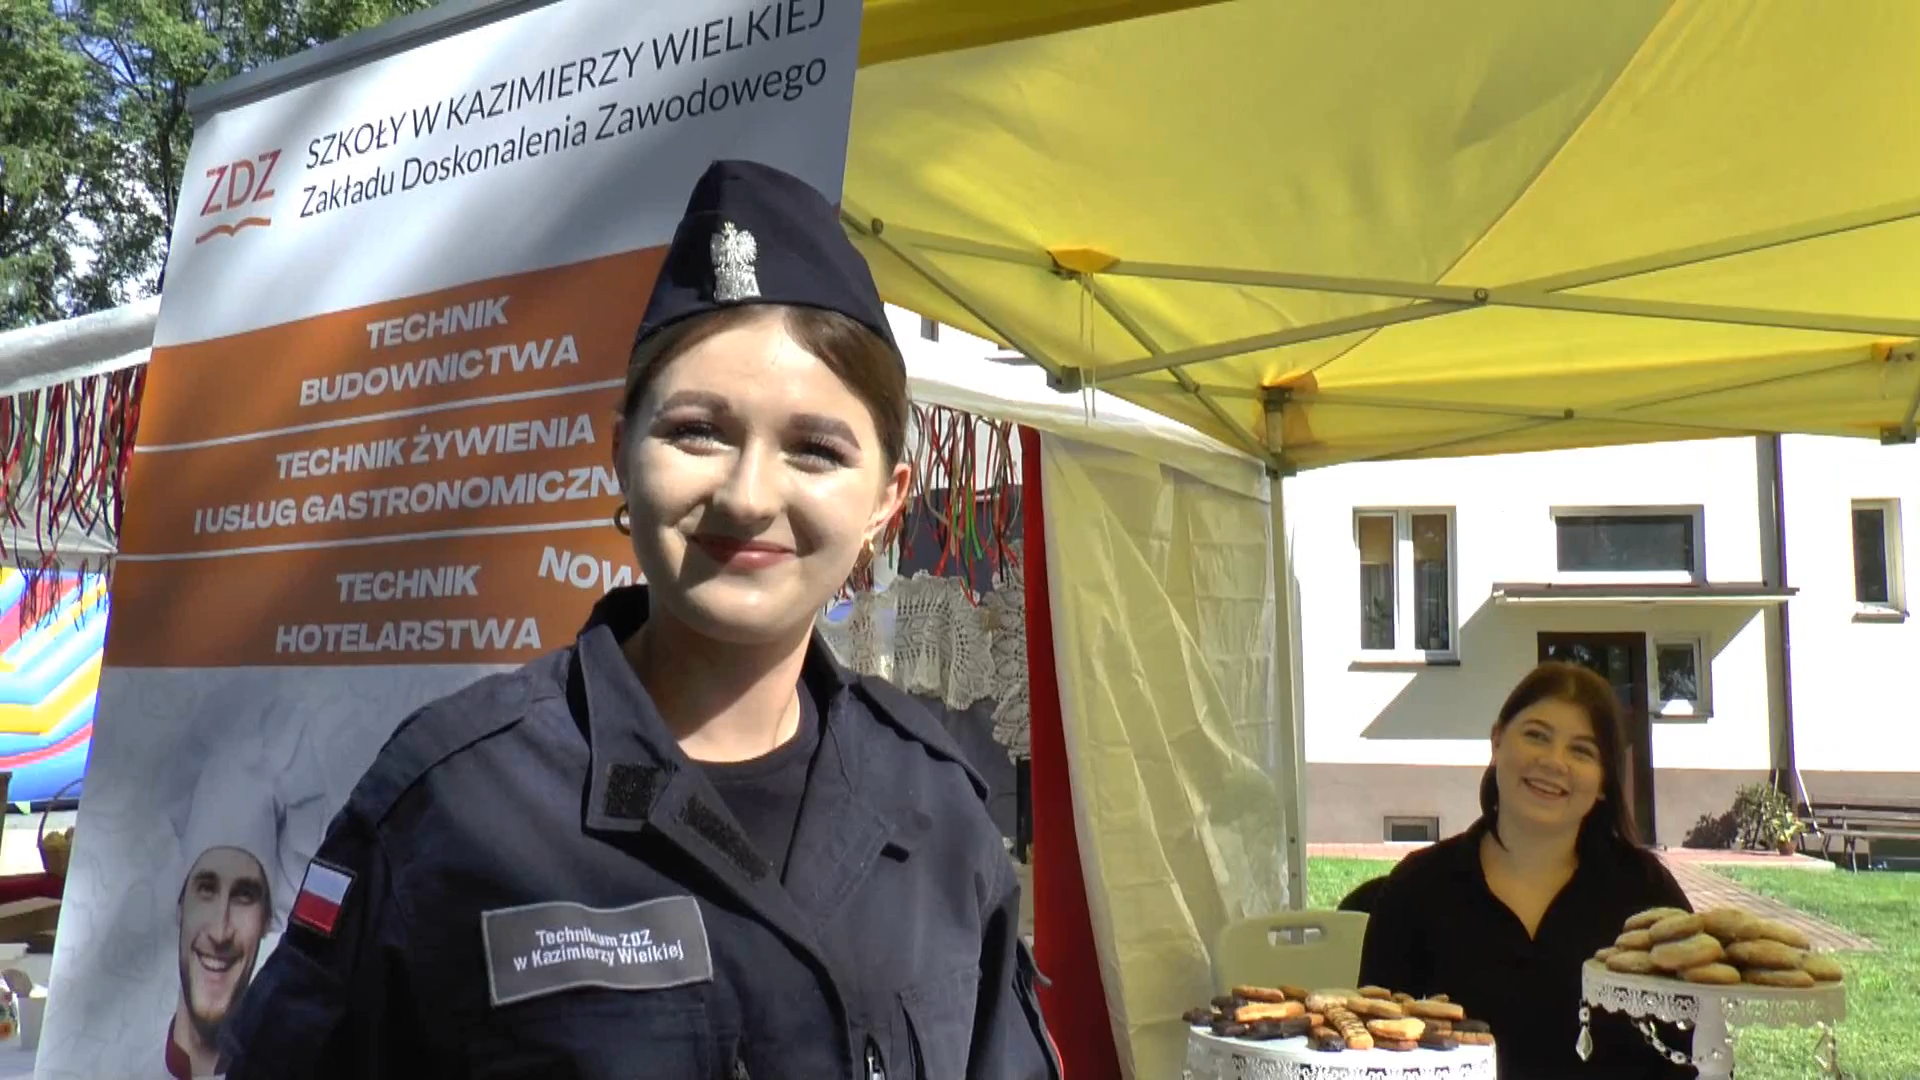 SZKOŁY W KAZIMIERZY WIELKIEJ
ZDZ
Zakładu Doskonalenia Zawodowego
TECHNIK
BUDOWNICTWA
TECHNIK ŻYWIENIA
I USŁUG GASTRONOMICZN
TECHNIK
HOTELARSTWA
Technikum ZDZ
w Kazimierzy Wielkiej